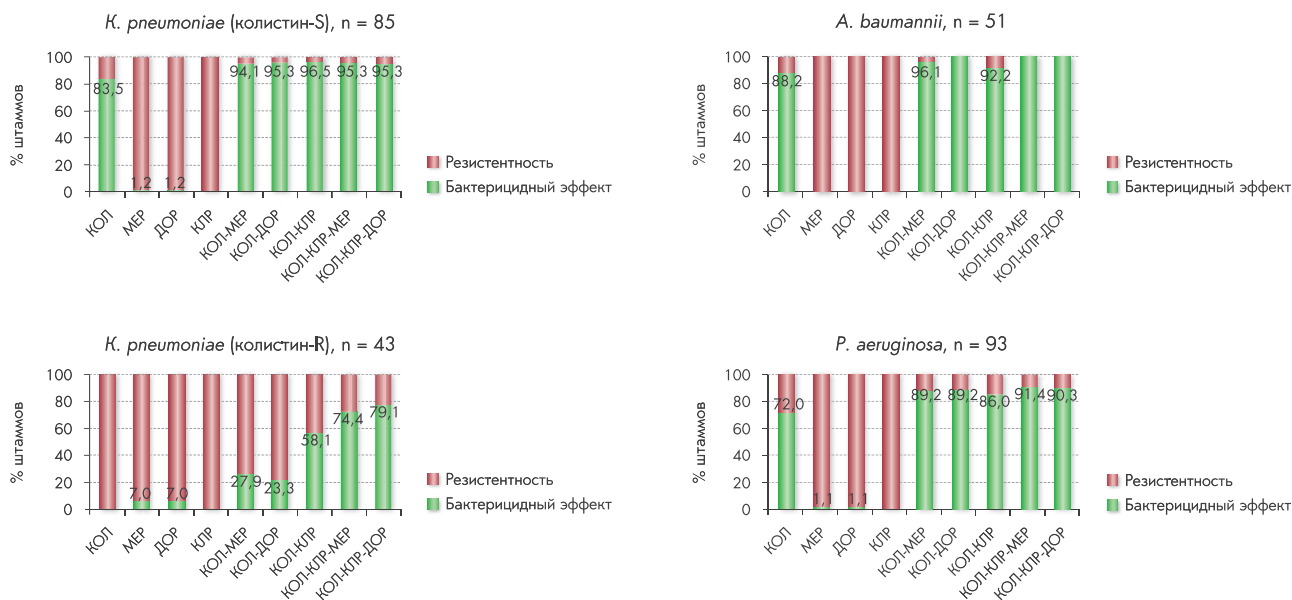 K. pneumoniae (колистин-S), n = 85
% штаммов
100
80
60
40
20
0
83,5
1,2
1,2
94,1
95,3
96,5
95,3
95,3
КОЛ
МЕР
ДОР
КЛР
КОЛ-МЕР
КОЛ-ДОР
КОЛ-КЛР
КОЛ-КЛР-МЕР
КОЛ-КЛР-ДОР
Резистентность
Бактерицидный эффект
A. baumannii, n = 51
% штаммов
100
80
60
40
20
0
88,2
96,1
92,2
КОЛ
МЕР
ДОР
КЛР
КОЛ-МЕР
КОЛ-ДОР
КОЛ-КЛР
КОЛ-КЛР-МЕР
КОЛ-КЛР-ДОР
Резистентность
Бактерицидный эффект
K. pneumoniae (колистин-R), n = 43
% штаммов
100
80
60
40
20
0
7,0
7,0
27,9
23,3
58,1
74,4
79,1
КОЛ
МЕР
ДОР
КЛР
КОЛ-МЕР
КОЛ-ДОР
КОЛ-КЛР
КОЛ-КЛР-МЕР
КОЛ-КЛР-ДОР
Резистентность
Бактерицидный эффект
P. aeruginosa, n = 93
% штаммов
100
80
60
40
20
0
72,0
1,1
1,1
89,2
89,2
86,0
91,4
90,3
КОЛ
МЕР
ДОР
КЛР
КОЛ-МЕР
КОЛ-ДОР
КОЛ-КЛР
КОЛ-КЛР-МЕР
КОЛ-КЛР-ДОР
Резистентность
Бактерицидный эффект